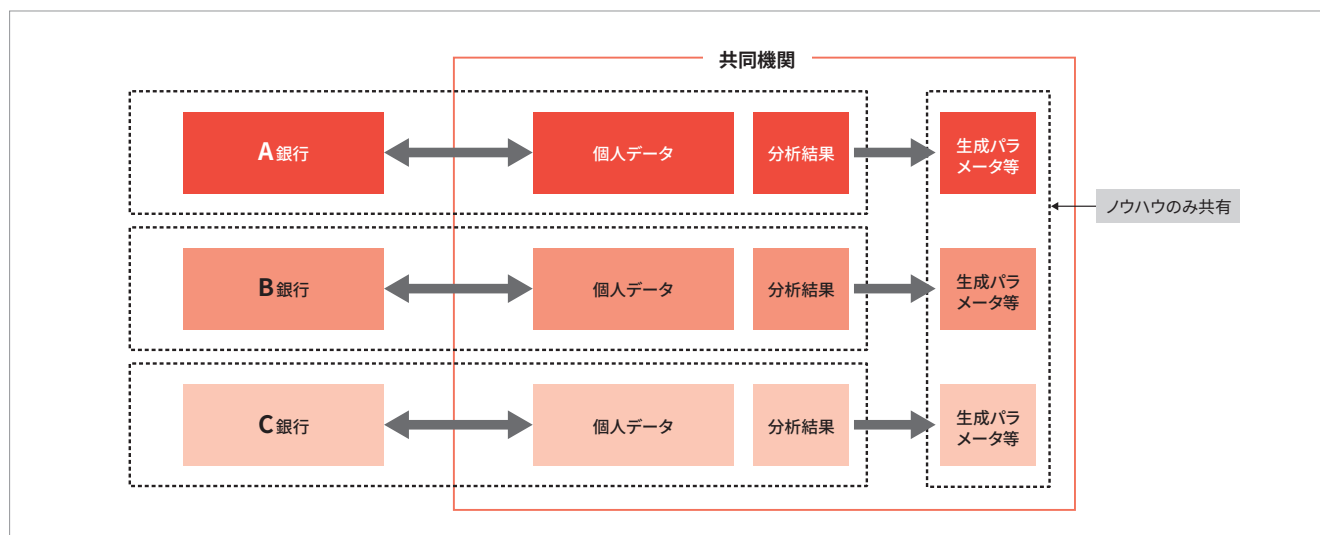 共同機関
A 銀行
個人データ
分析結果
生成パラ
メータ等
ノウハウのみ共有
B 銀行
個人データ
分析結果
生成パラ
メータ等
C 銀行
個人データ
分析結果
生成パラ
メータ等